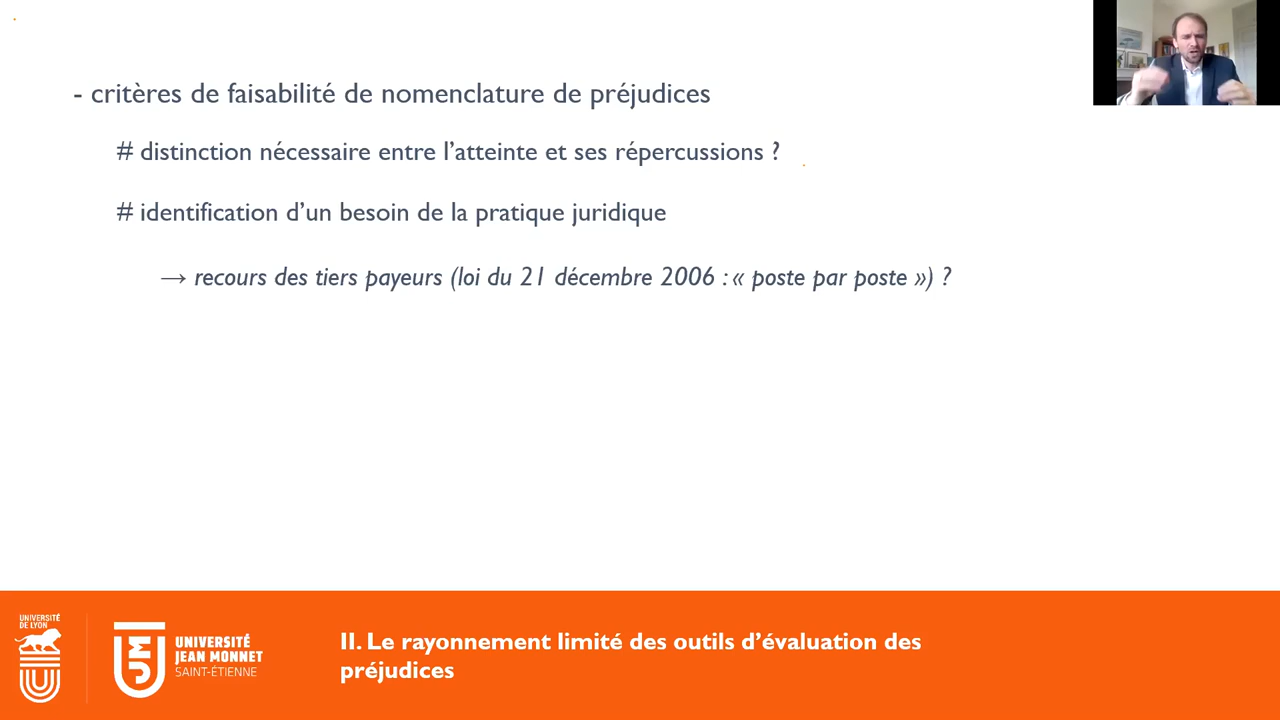 - critères de faisabilité de nomenclature de préjudices
# distinction nécessaire entre l’atteinte et ses répercussions ?
# identification d’un besoin de la pratique juridique
→ recours des tiers payeurs (loi du 21 décembre 2006 : « poste par poste ») ?
UNIVERSITÉ
DE LYON
UNIVERSITÉ
JEAN MONNET
SAINT-ÉTIENNE
II. Le rayonnement limité des outils d’évaluation des
préjudices